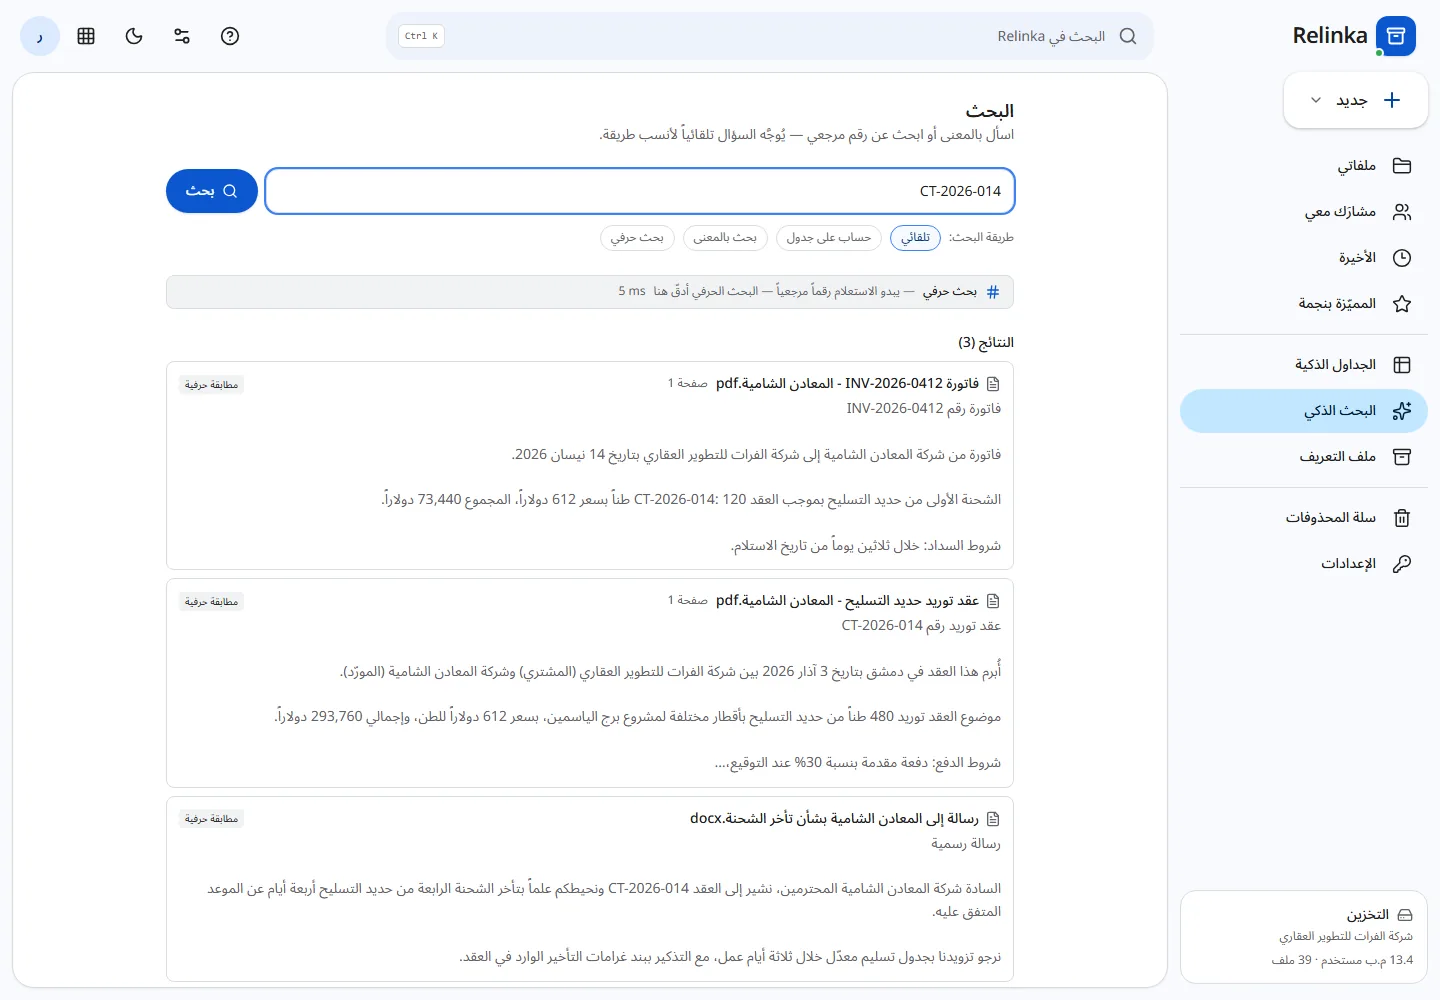 Relinka
البحث في Relinka
Ctrl K
ر
جديد
ملفاتي
مشارَك معي
الأخيرة
المميّزة بنجمة
الجداول الذكية
البحث الذكي
ملف التعريف
سلة المحذوفات
الإعدادات
التخزين
شركة الفرات للتطوير العقاري
13.4 م.ب مستخدم · 39 ملف
البحث
اسأل بالمعنى أو ابحث عن رقم مرجعي — يُوجَّه السؤال تلقائياً لأنسب طريقة.
CT-2026-014
بحث
طريقة البحث: تلقائي حساب على جدول بحث بالمعنى بحث حرفي
بحث حرفي — يبدو الاستعلام رقماً مرجعياً — البحث الحرفي أدقّ هنا 5 ms
النتائج (3)
فاتورة INV-2026-0412 - المعادن الشامية.pdf صفحة 1 مطابقة حرفية
فاتورة رقم INV-2026-0412
فاتورة من شركة المعادن الشامية إلى شركة الفرات للتطوير العقاري بتاريخ 14 نيسان 2026.
الشحنة الأولى من حديد التسليح بموجب العقد CT-2026-014: 120 طناً بسعر 612 دولاراً، المجموع 73,440 دولاراً.
شروط السداد: خلال ثلاثين يوماً من تاريخ الاستلام.
عقد توريد حديد التسليح - المعادن الشامية.pdf صفحة 1 مطابقة حرفية
عقد توريد رقم CT-2026-014
أُبرم هذا العقد في دمشق بتاريخ 3 آذار 2026 بين شركة الفرات للتطوير العقاري (المشتري) وشركة المعادن الشامية (المورّد).
موضوع العقد توريد 480 طناً من حديد التسليح بأقطار مختلفة لمشروع برج الياسمين، بسعر 612 دولاراً للطن، وإجمالي 293,760 دولاراً.
شروط الدفع: دفعة مقدمة بنسبة 30% عند التوقيع،...
رسالة إلى المعادن الشامية بشأن تأخر الشحنة.docx مطابقة حرفية
رسالة رسمية
السادة شركة المعادن الشامية المحترمين، نشير إلى العقد CT-2026-014 ونحيطكم علماً بتأخر الشحنة الرابعة من حديد التسليح أربعة أيام عن الموعد
المتفق عليه.
نرجو تزويدنا بجدول تسليم معدّل خلال ثلاثة أيام عمل، مع التذكير ببند غرامات التأخير الوارد في العقد.